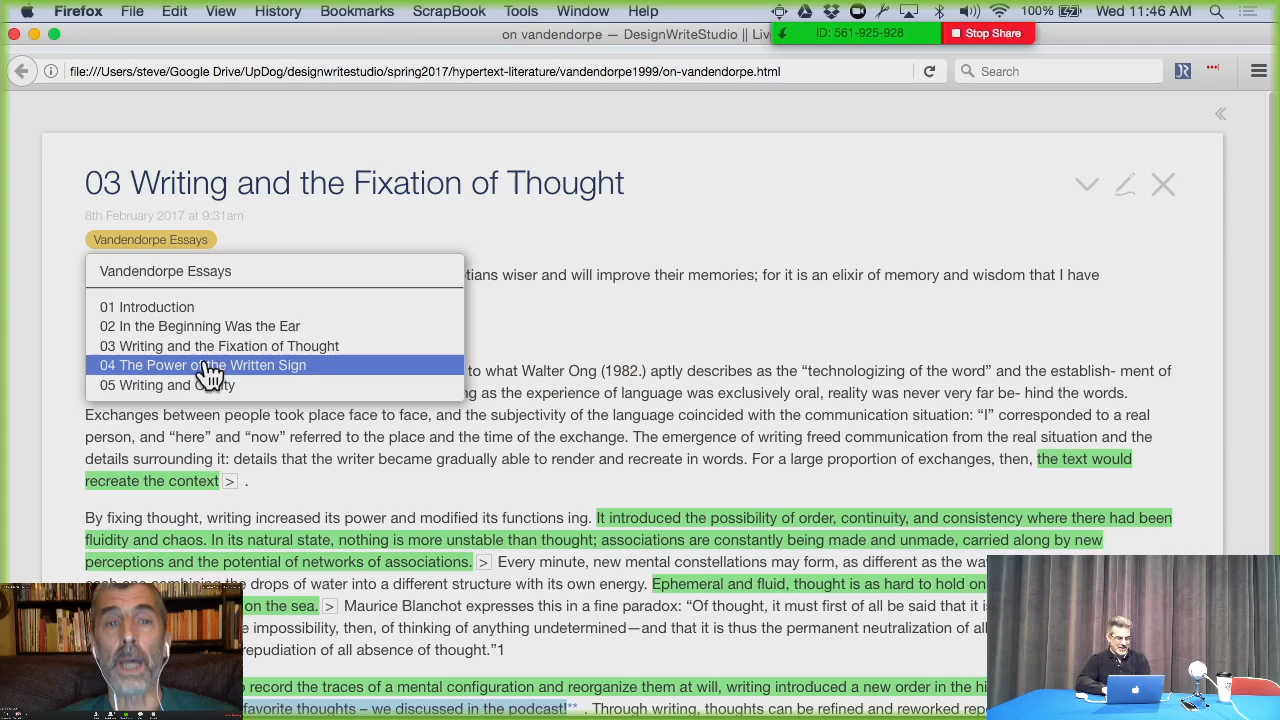 Firefox File Edit View History Bookmarks ScrapBook Tools Window Help 100% Wed 11:46 AM
on vandendorpe — DesignWriteStudio || Liv ID: 561-925-928 Stop Share
file:///Users/steve/Google Drive/UpDog/designwritestudio/spring2017/hypertext-literature/vandendorpe1999/on-vandendorpe.html Search JR
03 Writing and the Fixation of Thought
8th February 2017 at 9:31am
Vandendorpe Essays
Vandendorpe Essays
tians wiser and will improve their memories; for it is an elixir of memory and wisdom that I have
01 Introduction
02 In the Beginning Was the Ear
03 Writing and the Fixation of Thought
04 The Power of the Written Sign
to what Walter Ong (1982.) aptly describes as the “technologizing of the word” and the establish- ment of
05 Writing and
ng as the experience of language was exclusively oral, reality was never very far be- hind the words.
Exchanges between people took place face to face, and the subjectivity of the language coincided with the communication situation: “I” corresponded to a real
person, and “here” and “now” referred to the place and the time of the exchange. The emergence of writing freed communication from the real situation and the
details surrounding it: details that the writer became gradually able to render and recreate in words. For a large proportion of exchanges, then, the text would
recreate the context > .
By fixing thought, writing increased its power and modified its functions ing. It introduced the possibility of order, continuity, and consistency where there had been
fluidity and chaos. In its natural state, nothing is more unstable than thought; associations are constantly being made and unmade, carried along by new
perceptions and the potential of networks of associations. > Every minute, new mental constellations may form, as different as the wav
each one combining the drops of water into a different structure with its own energy. Ephemeral and fluid, thought is as hard to hold on
on the sea. > Maurice Blanchot expresses this in a fine paradox: “Of thought, it must first of all be said that it is
impossibility, then, of thinking of anything undetermined—and that it is thus the permanent neutralization of all
repudiation of all absence of thought.”1
o record the traces of a mental configuration and reorganize them at will, writing introduced a new order in the hi
favorite thoughts – we discussed in the podcast!** . Through writing, thoughts can be refined and reworked rep